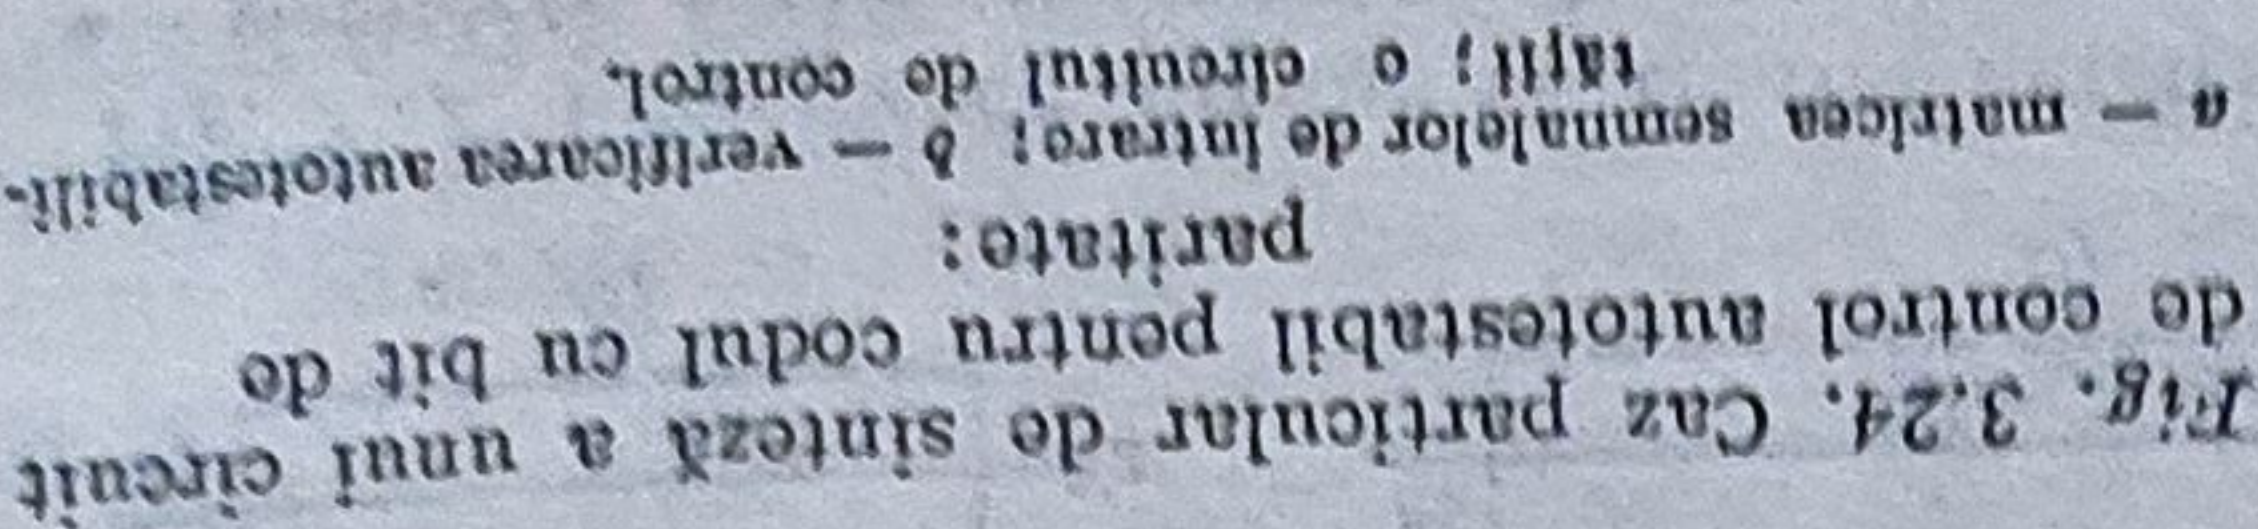 Fig. 3.24. Caz particular de sinteză a unui circuit
de control autotestabil pentru codul cu bit de
paritate:
a — matricea semnalelor de intrare; b — verificarea autotestabili-
tății; c circuitul de control.